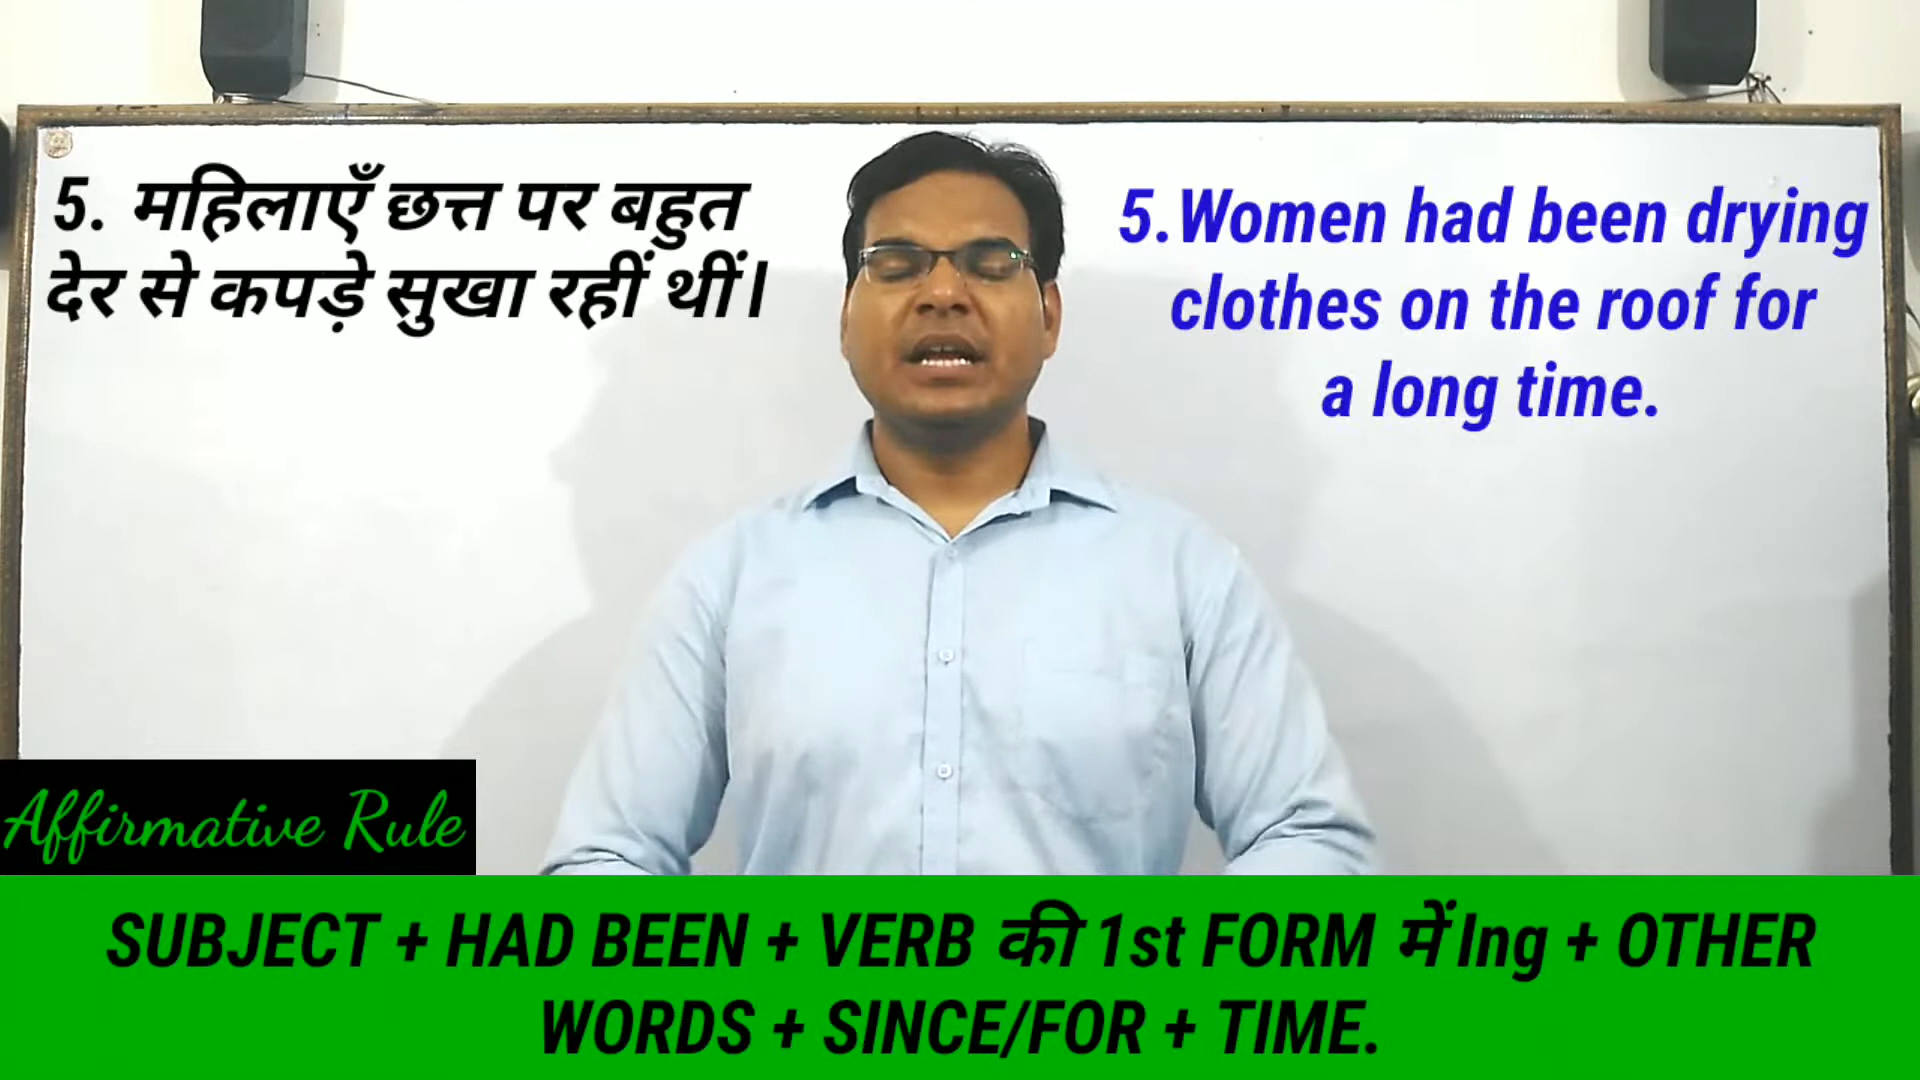 5. महिलाएँ छत्त पर बहुत
देर से कपड़े सुखा रहीं थीं।
5.Women had been drying
clothes on the roof for
a long time.
Affirmative Rule
SUBJECT + HAD BEEN + VERB की 1st FORM में Ing + OTHER
WORDS + SINCE/FOR + TIME.